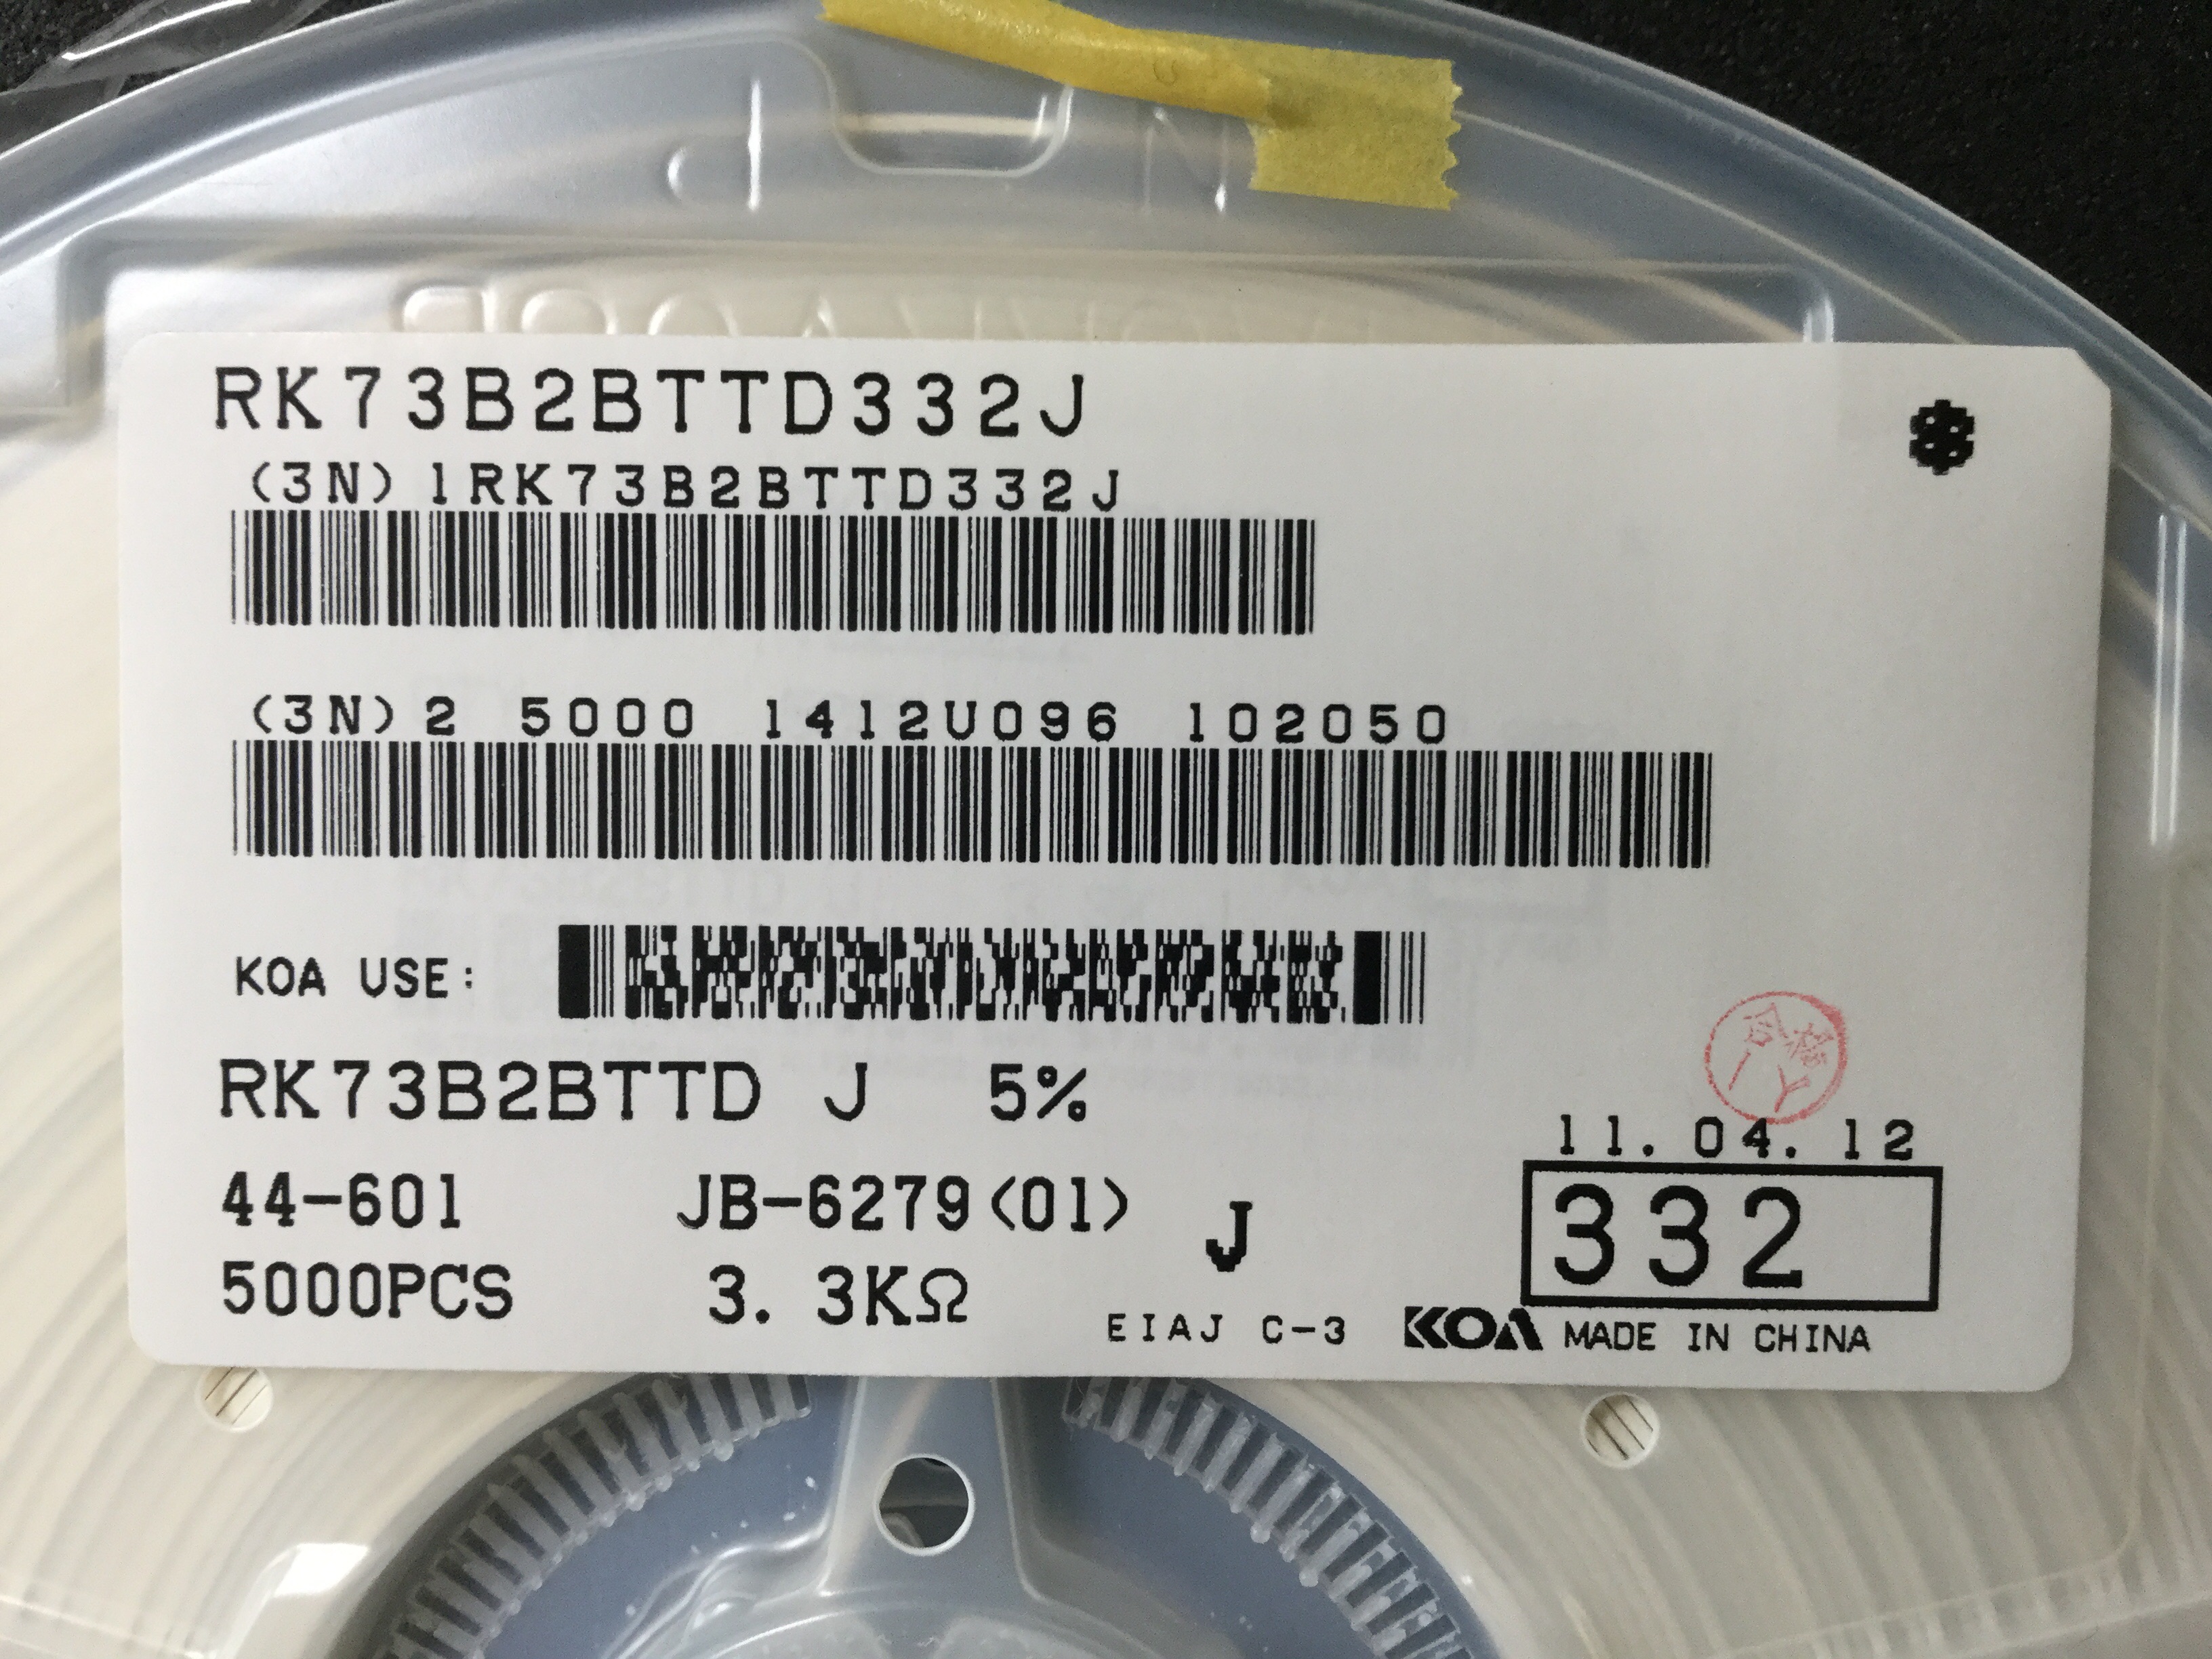 RK73B2BTTD332J
(3N)1RK73B2BTTD332J
(3N)2 5000 1412U096 102050
KOA USE:
RK73B2BTTD J 5%
11.04.12
44-601 JB-6279(01) J 332
5000PCS 3.3KΩ
EIAJ C-3 KOA MADE IN CHINA